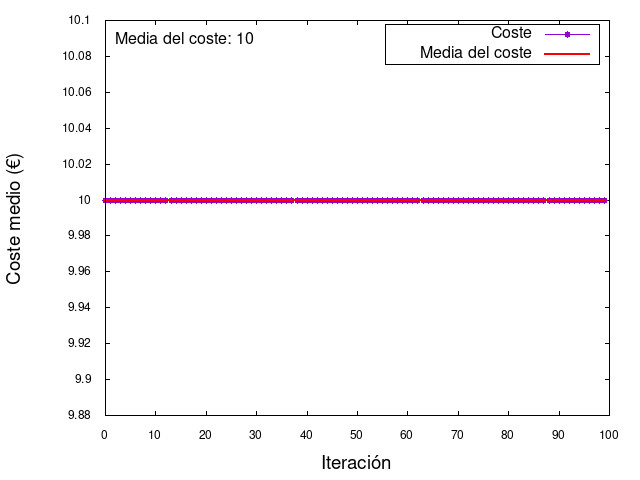 Coste medio (€)
10.1
10.08
10.06
10.04
10.02
10
9.98
9.96
9.94
9.92
9.9
9.88
Media del coste: 10
Coste
Media del coste
0 10 20 30 40 50 60 70 80 90 100
Iteración